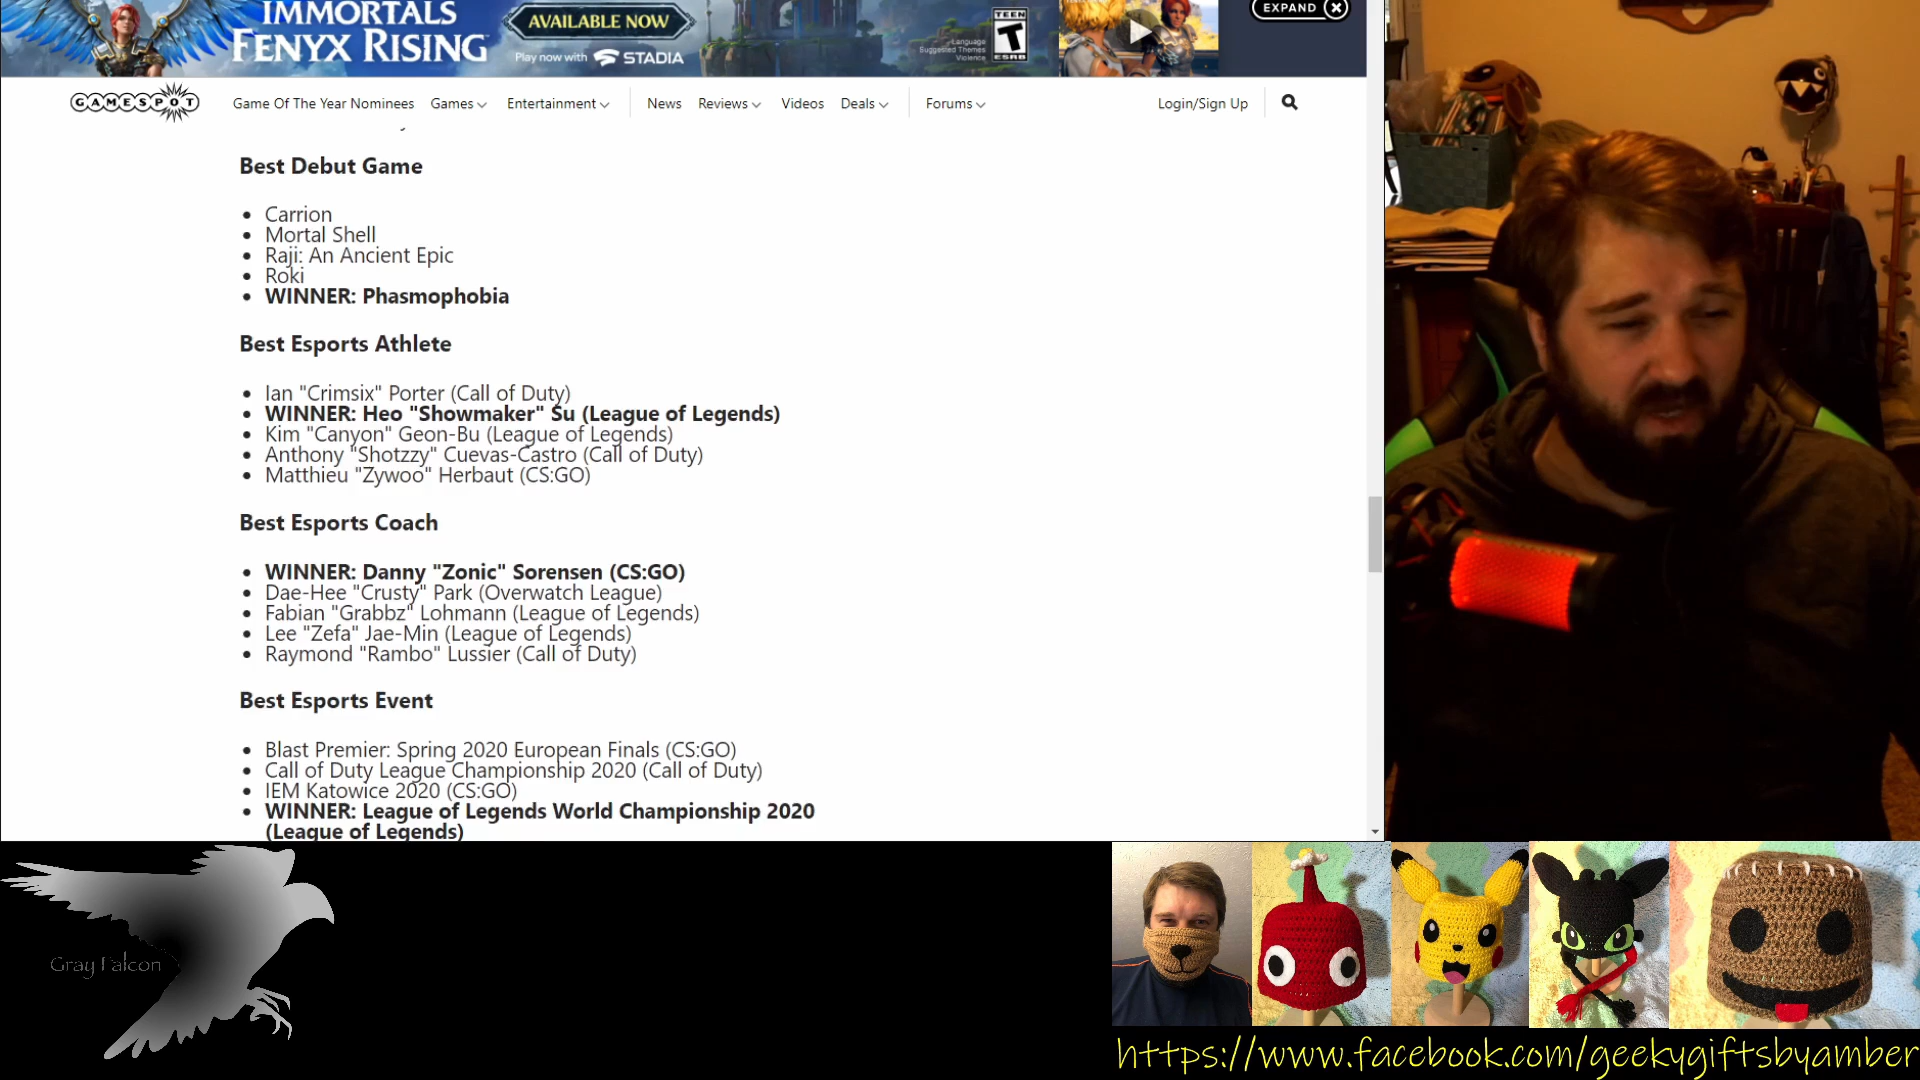 IMMORTALS
FENYX RISING
AVAILABLE NOW
Play now with STADIA
TEEN
T
ESRB
Language
Suggested Themes
Violence
EXPAND
GAMESPOT
Game Of The Year Nominees Games Entertainment News Reviews Videos Deals Forums Login/Sign Up
Best Debut Game
• Carrion
• Mortal Shell
• Raji: An Ancient Epic
• Roki
• WINNER: Phasmophobia
Best Esports Athlete
• Ian "Crimsix" Porter (Call of Duty)
• WINNER: Heo "Showmaker" Su (League of Legends)
• Kim "Canyon" Geon-Bu (League of Legends)
• Anthony "Shotzzy" Cuevas-Castro (Call of Duty)
• Matthieu "Zywoo" Herbaut (CS:GO)
Best Esports Coach
• WINNER: Danny "Zonic" Sorensen (CS:GO)
• Dae-Hee "Crusty" Park (Overwatch League)
• Fabian "Grabbz" Lohmann (League of Legends)
• Lee "Zefa" Jae-Min (League of Legends)
• Raymond "Rambo" Lussier (Call of Duty)
Best Esports Event
• Blast Premier: Spring 2020 European Finals (CS:GO)
• Call of Duty League Championship 2020 (Call of Duty)
• IEM Katowice 2020 (CS:GO)
• WINNER: League of Legends World Championship 2020
(League of Legends)
Gray Falcon
https://www.facebook.com/geekygiftsbyamber